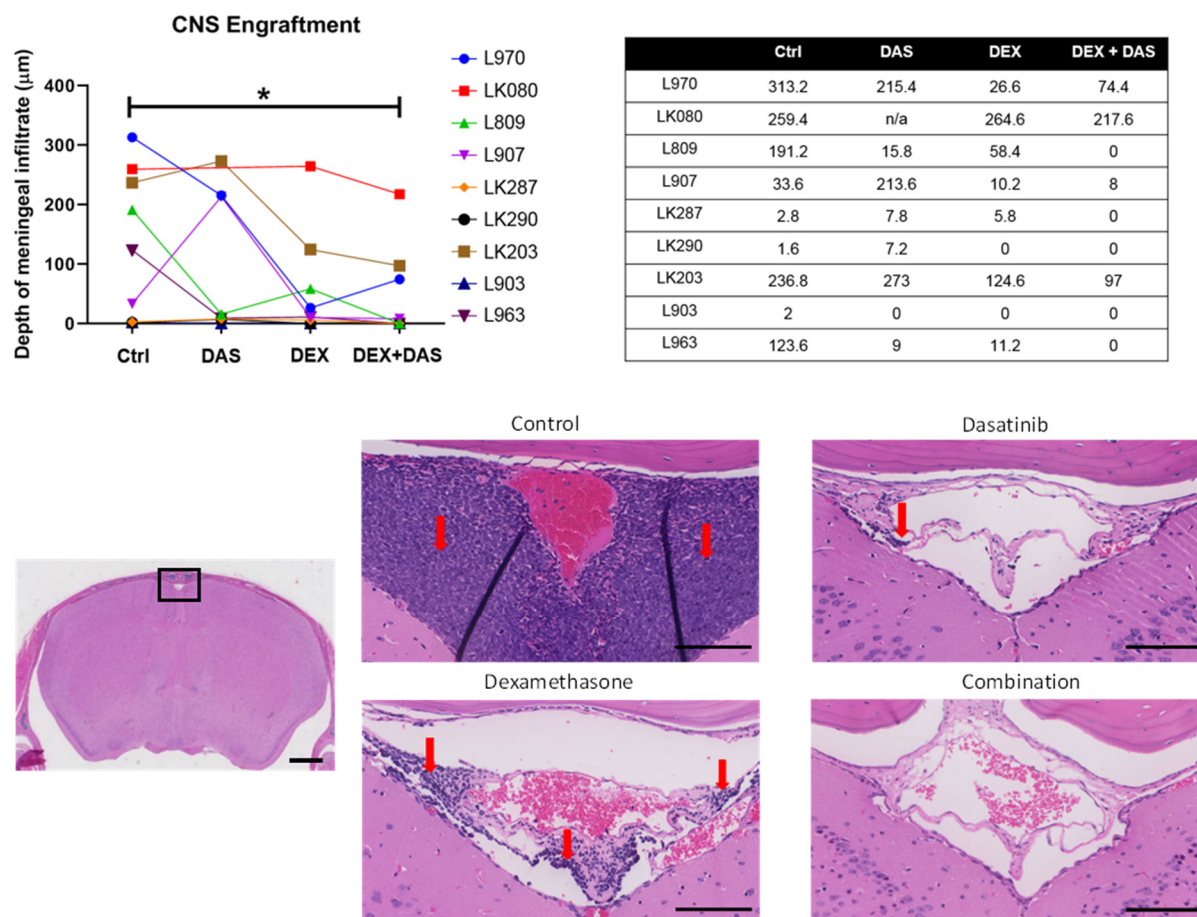 CNS Engraftment
Depth of meningeal infiltrate (μm)
400
300
200
100
0
*
Ctrl DAS DEX DEX+DAS
L970
LK080
L809
L907
LK287
LK290
LK203
L903
L963
Ctrl DAS DEX DEX + DAS
L970 313.2 215.4 26.6 74.4
LK080 259.4 n/a 264.6 217.6
L809 191.2 15.8 58.4 0
L907 33.6 213.6 10.2 8
LK287 2.8 7.8 5.8 0
LK290 1.6 7.2 0 0
LK203 236.8 273 124.6 97
L903 2 0 0 0
L963 123.6 9 11.2 0
Control
Dasatinib
Dexamethasone
Combination